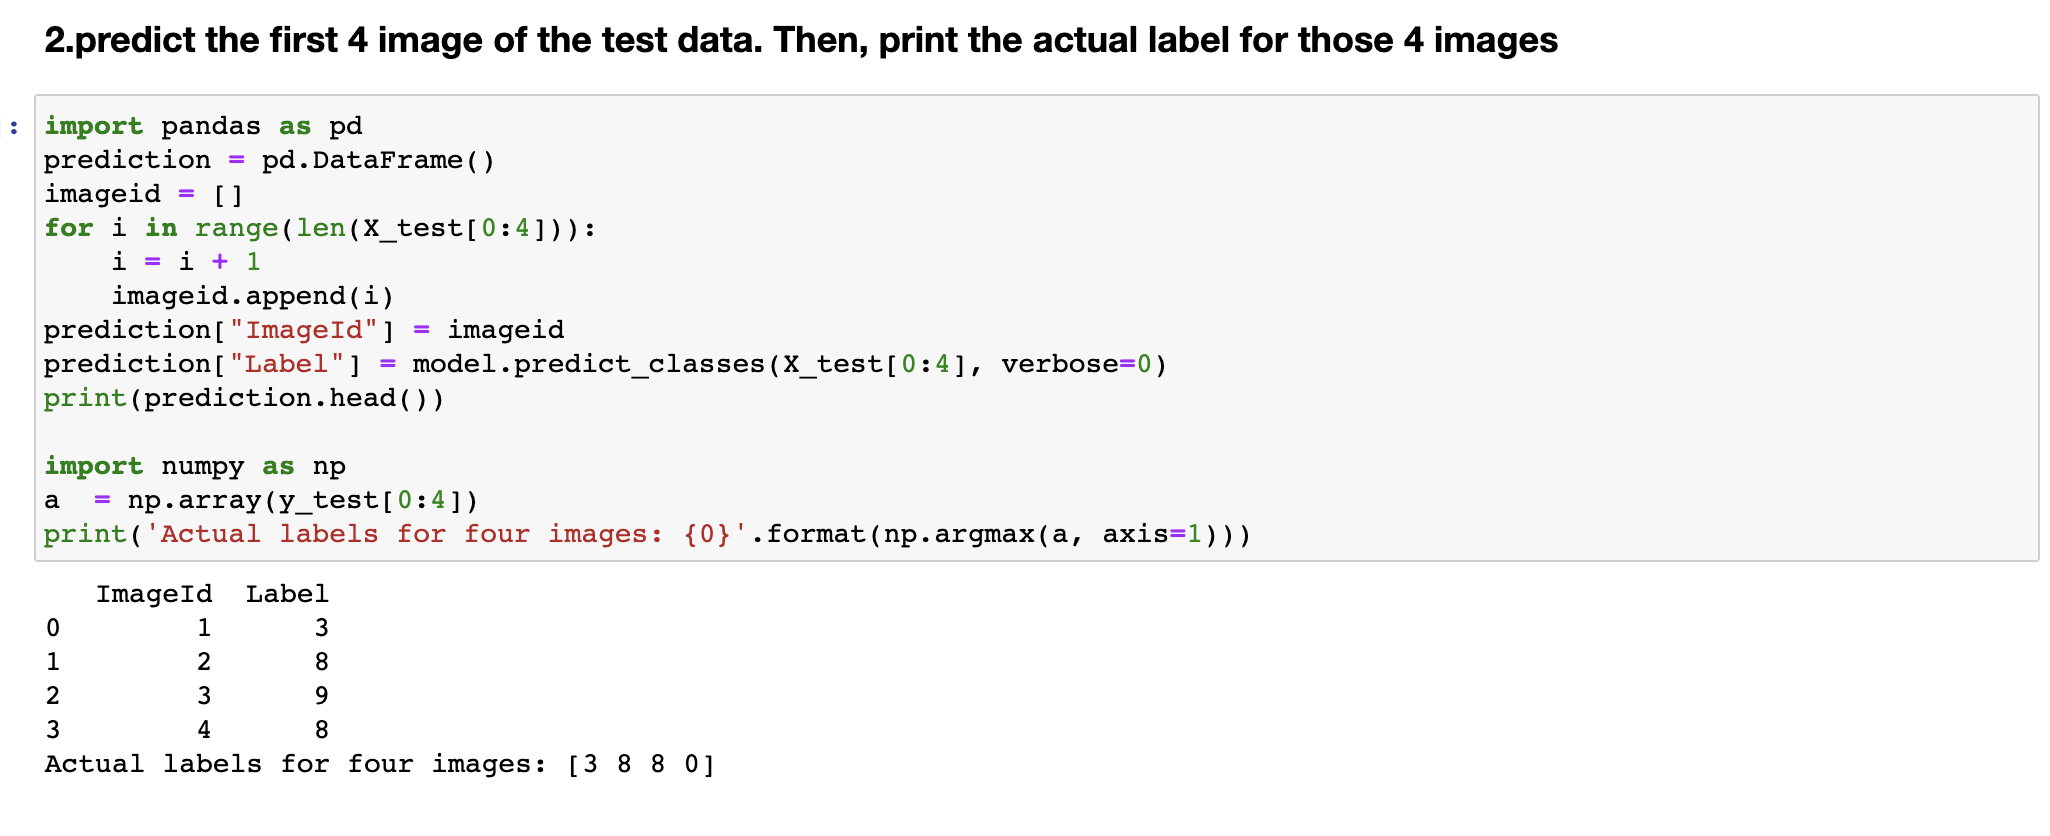 2.predict the first 4 image of the test data. Then, print the actual label for those 4 images
:
import pandas as pd
prediction = pd.DataFrame()
imageid = []
for i in range(len(X_test[0:4])):
    i = i + 1
    imageid.append(i)
prediction["ImageId"] = imageid
prediction["Label"] = model.predict_classes(X_test[0:4], verbose=0)
print(prediction.head())

import numpy as np
a  = np.array(y_test[0:4])
print('Actual labels for four images: {0}'.format(np.argmax(a, axis=1)))
   ImageId  Label
0        1      3
1        2      8
2        3      9
3        4      8
Actual labels for four images: [3 8 8 0]